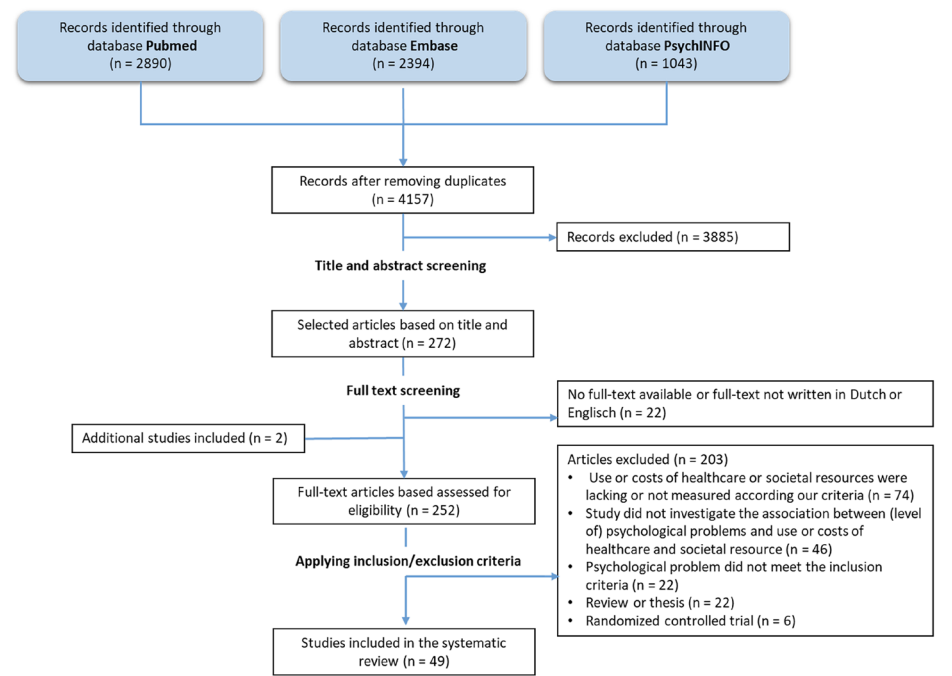 Records identified through
database Pubmed
(n = 2890)
Records identified through
database Embase
(n = 2394)
Records identified through
database PsychINFO
(n = 1043)
Records after removing duplicates
(n = 4157)
Records excluded (n = 3885)
Title and abstract screening
Selected articles based on title and
abstract (n = 272)
Full text screening
No full-text available or full-text not written in Dutch or
Englisch (n = 22)
Additional studies included (n = 2)
Full-text articles based assessed for
eligibility (n = 252)
Articles excluded (n = 203)
• Use or costs of healthcare or societal resources were
lacking or not measured according our criteria (n = 74)
• Study did not investigate the association between (level
of) psychological problems and use or costs of
healthcare and societal resource (n = 46)
• Psychological problem did not meet the inclusion
criteria (n = 22)
• Review or thesis (n = 22)
• Randomized controlled trial (n = 6)
Applying inclusion/exclusion criteria
Studies included in the systematic
review (n = 49)